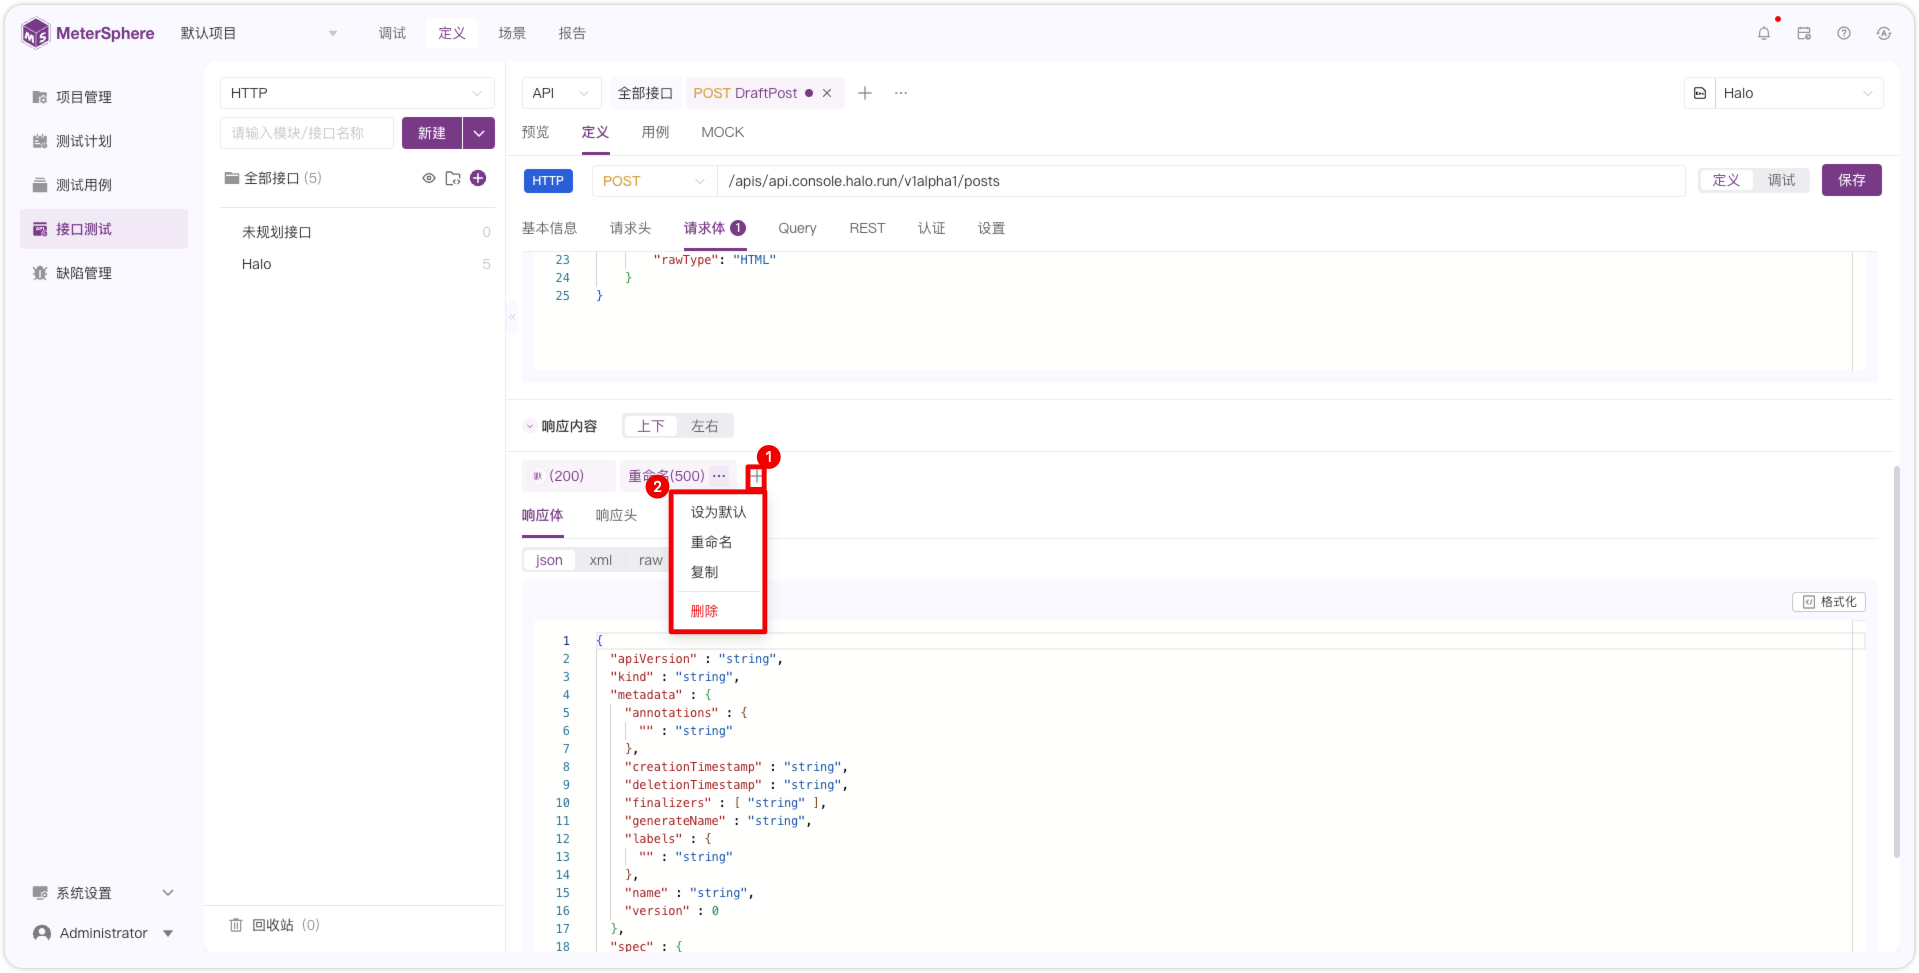 MeterSphere
默认项目
调试
定义
场景
报告
项目管理
测试计划
测试用例
接口测试
缺陷管理
系统设置
Administrator
HTTP
请输入模块/接口名称
新建
全部接口 (5)
未规划接口 0
Halo 5
回收站 (0)
API
全部接口
POST DraftPost
Halo
预览
定义
用例
MOCK
HTTP
POST
/apis/api.console.halo.run/v1alpha1/posts
定义
调试
保存
基本信息
请求头
请求体 1
Query
REST
认证
设置
23 "rawType": "HTML"
24 }
25 }
响应内容
上下
左右
(200)
重命名(500)
1
2
设为默认
重命名
复制
删除
响应体
响应头
json
xml
raw
格式化
1 {
2 "apiVersion" : "string",
3 "kind" : "string",
4 "metadata" : {
5 "annotations" : {
6 "" : "string"
7 },
8 "creationTimestamp" : "string",
9 "deletionTimestamp" : "string",
10 "finalizers" : [ "string" ],
11 "generateName" : "string",
12 "labels" : {
13 "" : "string"
14 },
15 "name" : "string",
16 "version" : 0
17 },
18 "spec" : {